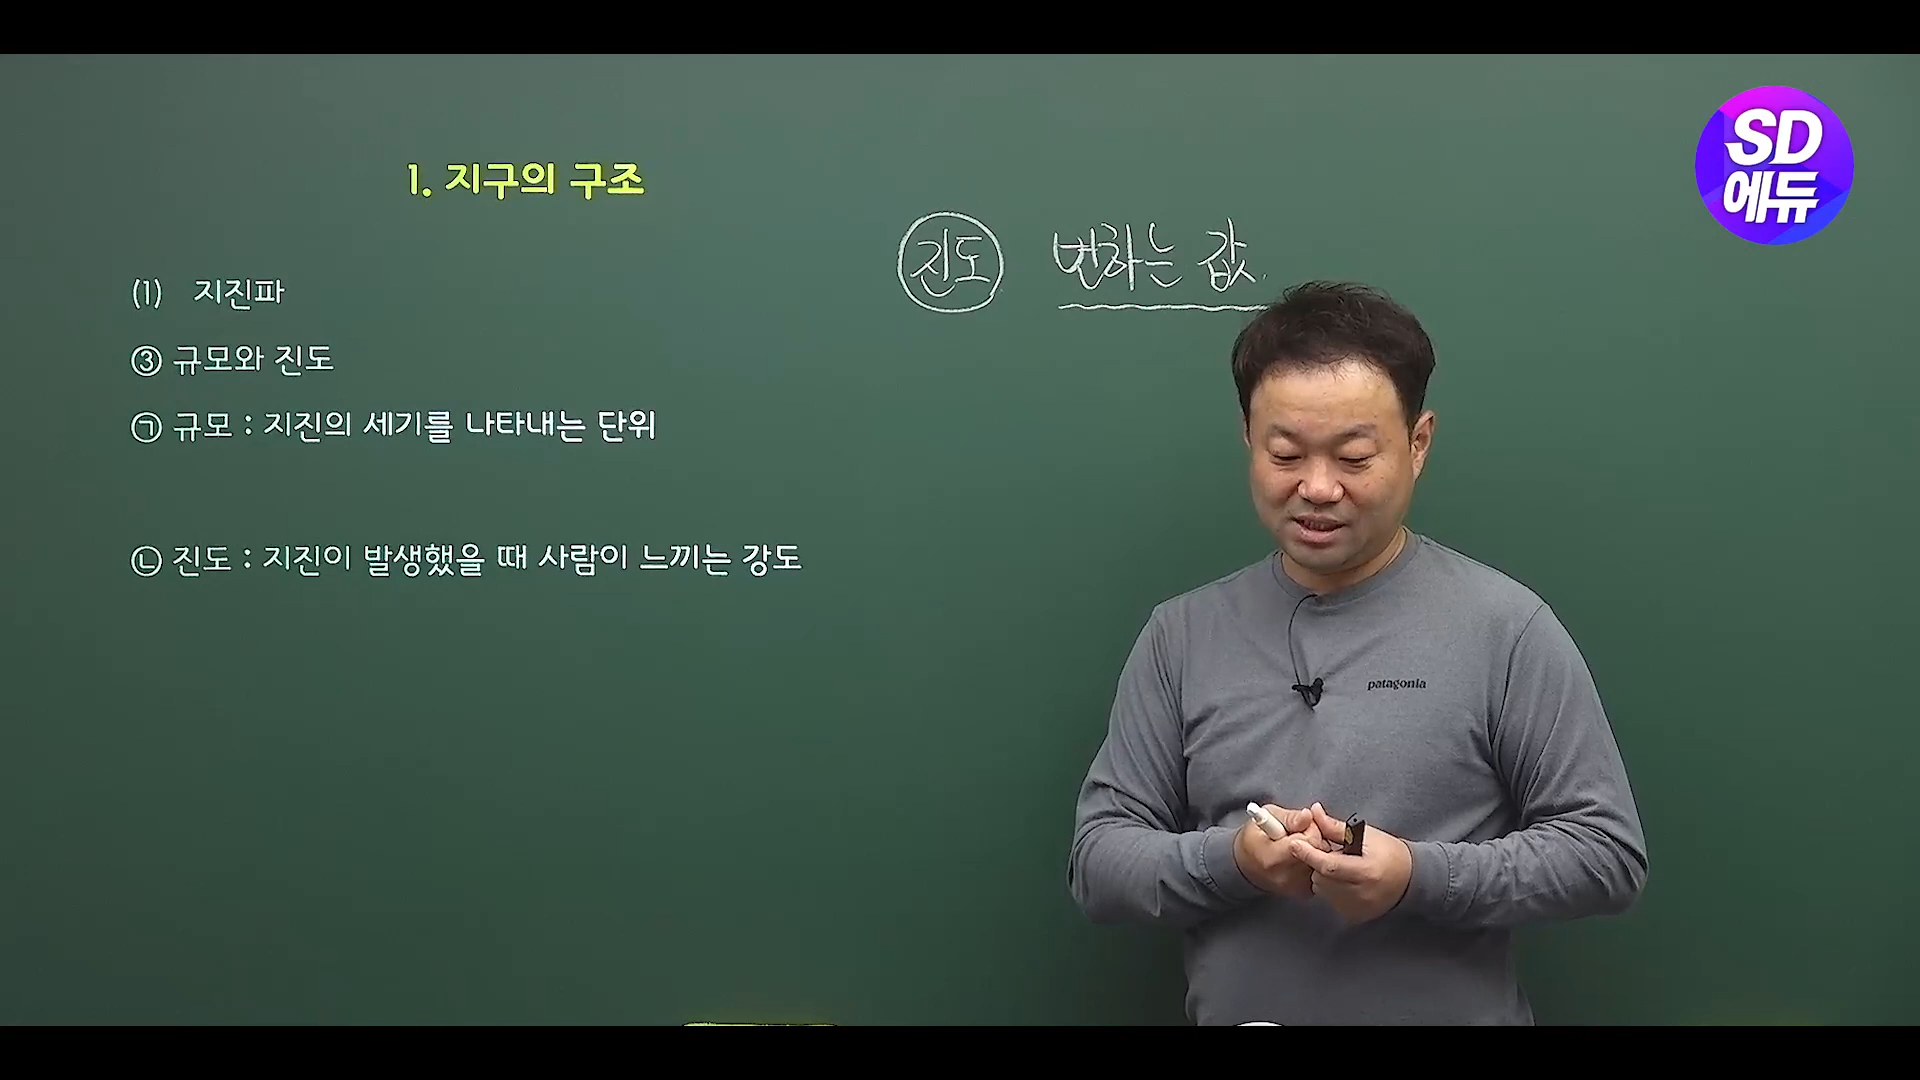 SD
에듀
1. 지구의 구조
진도 변하는 값.
(1) 지진파
③ 규모와 진도
㉠ 규모 : 지진의 세기를 나타내는 단위
㉡ 진도 : 지진이 발생했을 때 사람이 느끼는 강도
patagonia